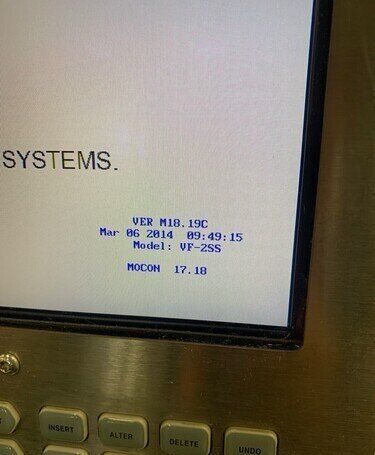 SYSTEMS.
VER M18.19C
Mar 06 2014  09:49:15
Model: VF-2SS
MOCON  17.18
INSERT
ALTER
DELETE
UNDO